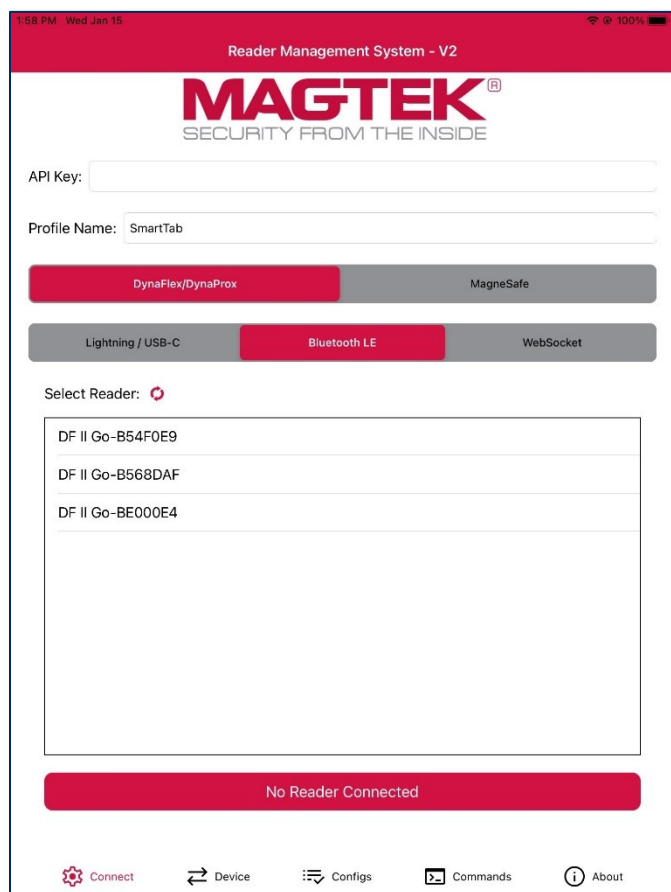 1:58 PM Wed Jan 15 100%
Reader Management System - V2
MAGTEK®
SECURITY FROM THE INSIDE
API Key:
Profile Name: SmartTab
DynaFlex/DynaProx MagneSafe
Lightning / USB-C Bluetooth LE WebSocket
Select Reader:
DF II Go-B54F0E9
DF II Go-B568DAF
DF II Go-BE000E4
No Reader Connected
Connect Device Configs Commands About